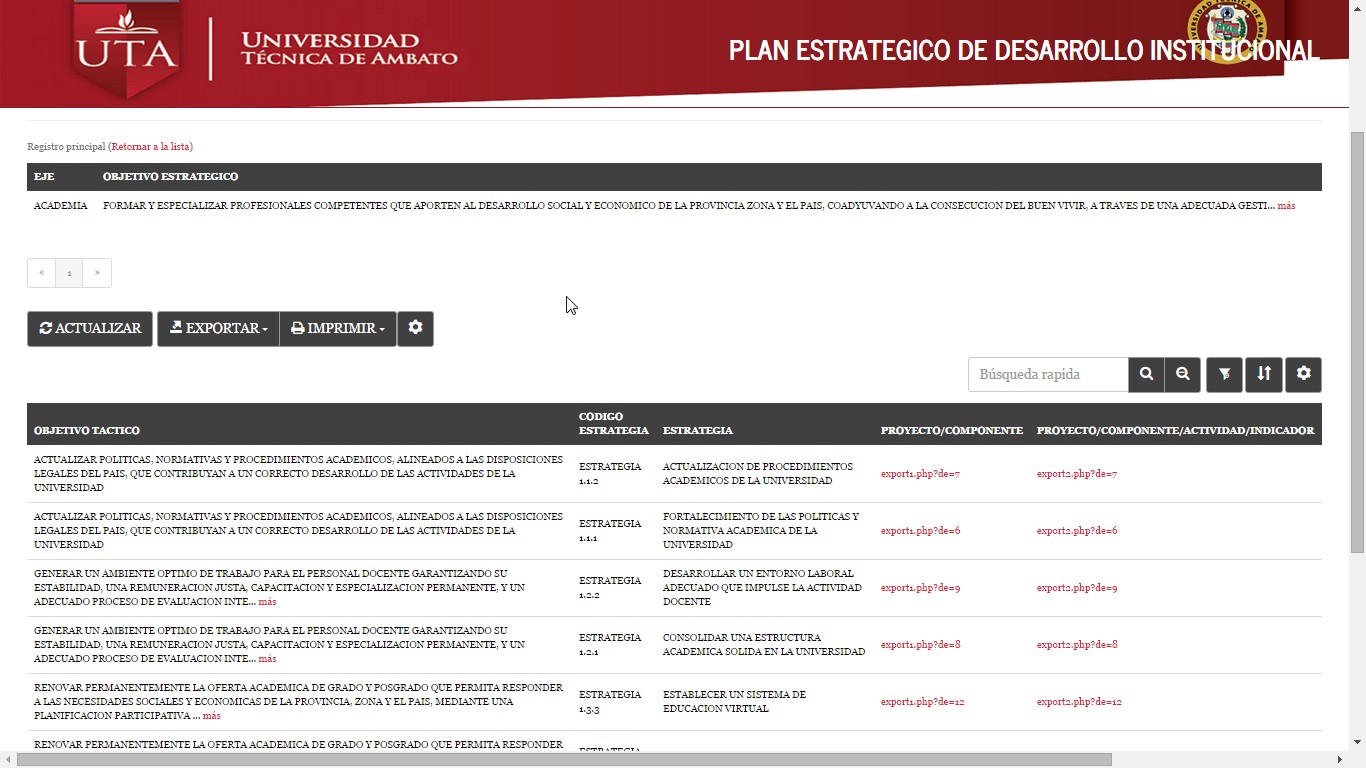 UTA
UNIVERSIDAD
TÉCNICA DE AMBATO
PLAN ESTRATEGICO DE DESARROLLO INSTITUCIONAL
Registro principal (Retornar a la lista)
EJE OBJETIVO ESTRATEGICO
ACADEMIA FORMAR Y ESPECIALIZAR PROFESIONALES COMPETENTES QUE APORTEN AL DESARROLLO SOCIAL Y ECONOMICO DE LA PROVINCIA ZONA Y EL PAIS, COADYUVANDO A LA CONSECUCION DEL BUEN VIVIR, A TRAVES DE UNA ADECUADA GESTI... más
« 1 »
ACTUALIZAR EXPORTAR IMPRIMIR
Búsqueda rapida
OBJETIVO TACTICO CODIGO ESTRATEGIA ESTRATEGIA PROYECTO/COMPONENTE PROYECTO/COMPONENTE/ACTIVIDAD/INDICADOR
ACTUALIZAR POLITICAS, NORMATIVAS Y PROCEDIMIENTOS ACADEMICOS, ALINEADOS A LAS DISPOSICIONES
LEGALES DEL PAIS, QUE CONTRIBUYAN A UN CORRECTO DESARROLLO DE LAS ACTIVIDADES DE LA
UNIVERSIDAD
ESTRATEGIA
1.1.2
ACTUALIZACION DE PROCEDIMIENTOS
ACADEMICOS DE LA UNIVERSIDAD
export1.php?de=7
export2.php?de=7
ACTUALIZAR POLITICAS, NORMATIVAS Y PROCEDIMIENTOS ACADEMICOS, ALINEADOS A LAS DISPOSICIONES
LEGALES DEL PAIS, QUE CONTRIBUYAN A UN CORRECTO DESARROLLO DE LAS ACTIVIDADES DE LA
UNIVERSIDAD
ESTRATEGIA
1.1.1
FORTALECIMIENTO DE LAS POLITICAS Y
NORMATIVA ACADEMICA DE LA
UNIVERSIDAD
export1.php?de=6
export2.php?de=6
GENERAR UN AMBIENTE OPTIMO DE TRABAJO PARA EL PERSONAL DOCENTE GARANTIZANDO SU
ESTABILIDAD, UNA REMUNERACION JUSTA, CAPACITACION Y ESPECIALIZACION PERMANENTE, Y UN
ADECUADO PROCESO DE EVALUACION INTE... más
ESTRATEGIA
1.2.2
DESARROLLAR UN ENTORNO LABORAL
ADECUADO QUE IMPULSE LA ACTIVIDAD
DOCENTE
export1.php?de=9
export2.php?de=9
GENERAR UN AMBIENTE OPTIMO DE TRABAJO PARA EL PERSONAL DOCENTE GARANTIZANDO SU
ESTABILIDAD, UNA REMUNERACION JUSTA, CAPACITACION Y ESPECIALIZACION PERMANENTE, Y UN
ADECUADO PROCESO DE EVALUACION INTE... más
ESTRATEGIA
1.2.1
CONSOLIDAR UNA ESTRUCTURA
ACADEMICA SOLIDA EN LA UNIVERSIDAD
export1.php?de=8
export2.php?de=8
RENOVAR PERMANENTEMENTE LA OFERTA ACADEMICA DE GRADO Y POSGRADO QUE PERMITA RESPONDER
A LAS NECESIDADES SOCIALES Y ECONOMICAS DE LA PROVINCIA, ZONA Y EL PAIS, MEDIANTE UNA
PLANIFICACION PARTICIPATIVA ... más
ESTRATEGIA
1.3.3
ESTABLECER UN SISTEMA DE
EDUCACION VIRTUAL
export1.php?de=12
export2.php?de=12
RENOVAR PERMANENTEMENTE LA OFERTA ACADEMICA DE GRADO Y POSGRADO QUE PERMITA RESPONDER
ESTRATEGIA